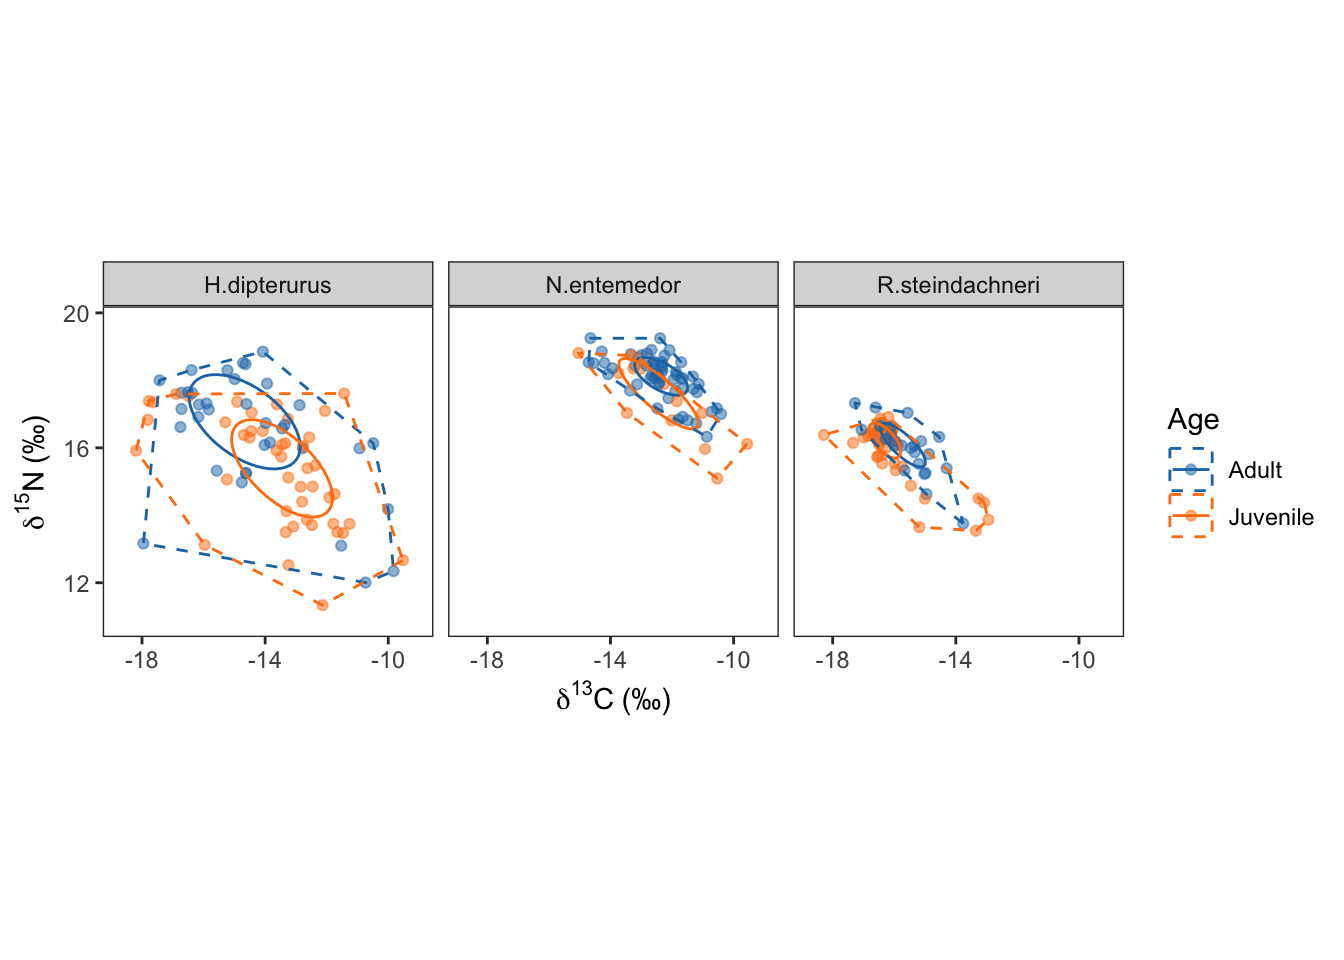 H.dipterurus N.entemedor R.steindachneri
20
16
12
δ15N (‰)
-18 -14 -10 -18 -14 -10 -18 -14 -10
δ13C (‰)
Age
Adult
Juvenile